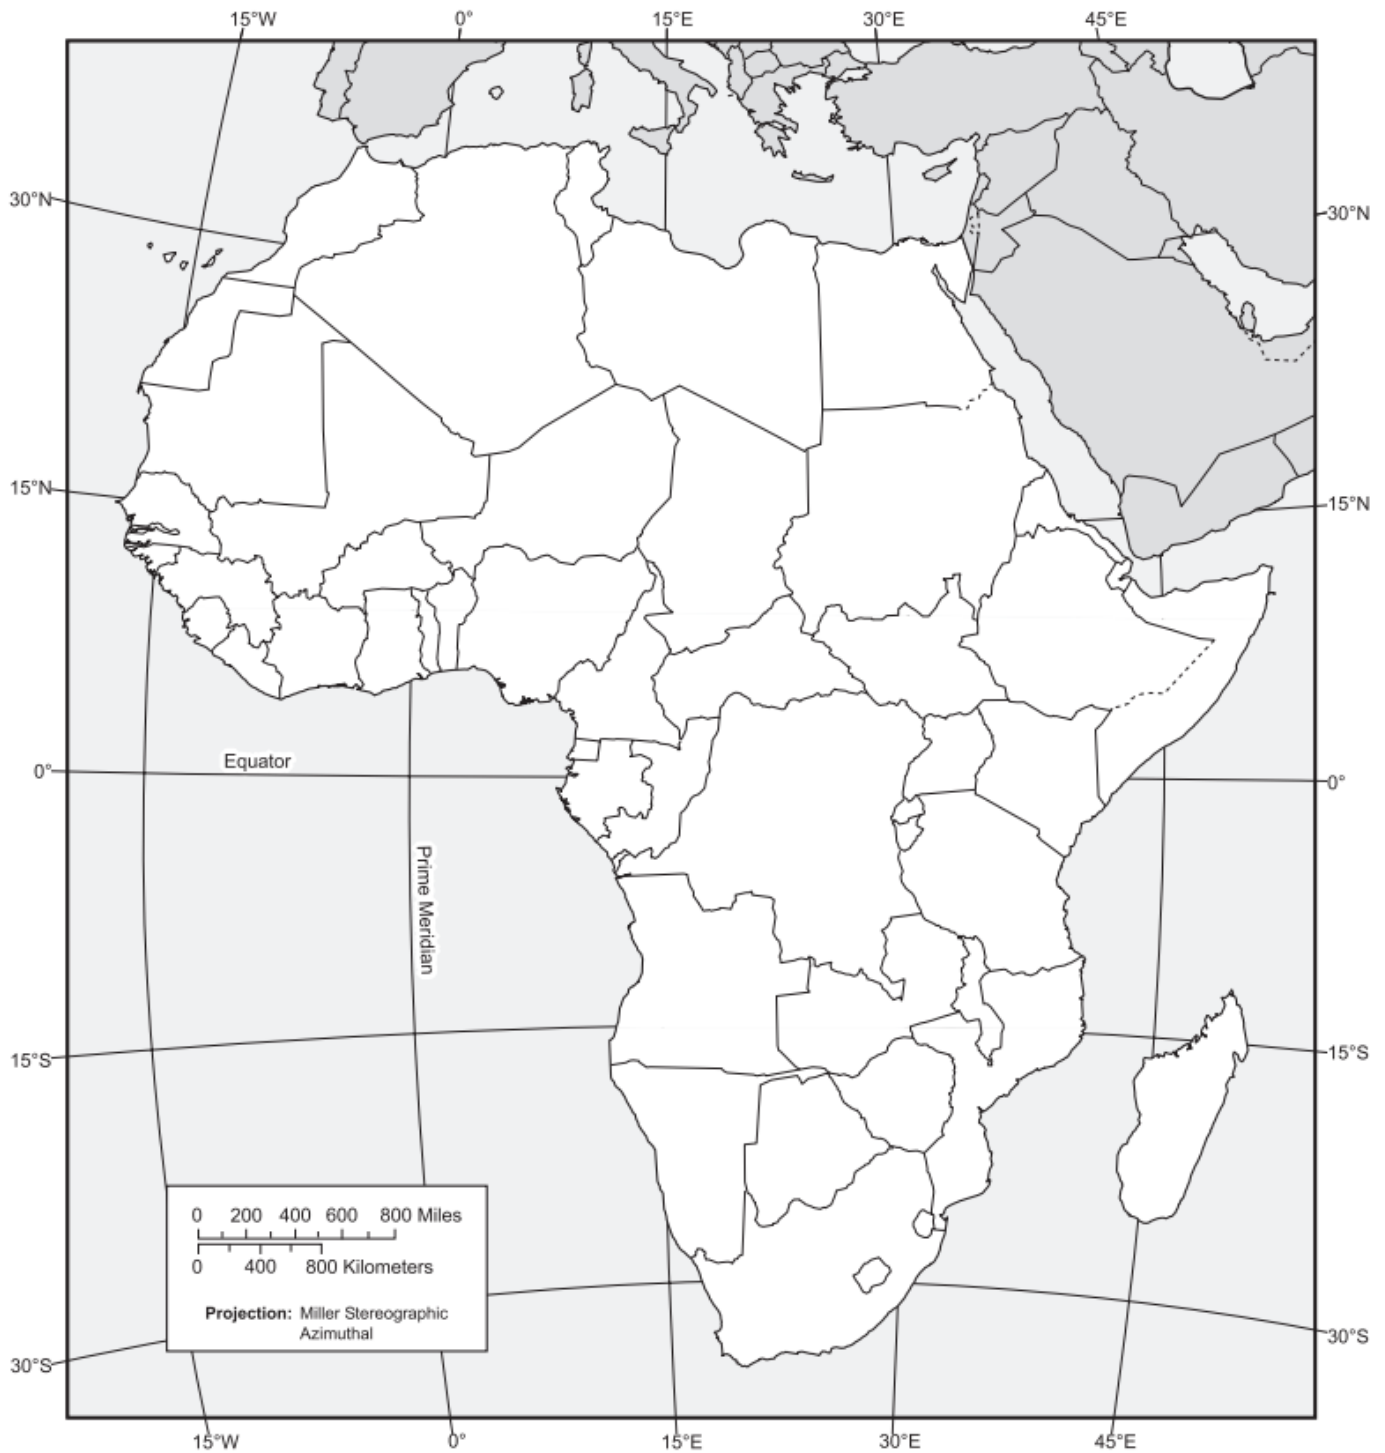 15°W 0° 15°E 30°E 45°E
30°N 30°N
15°N 15°N
Equator
0° 0°
Prime Meridian
15°S 15°S
0 200 400 600 800 Miles
0 400 800 Kilometers
Projection: Miller Stereographic
Azimuthal
30°S 30°S
15°W 0° 15°E 30°E 45°E